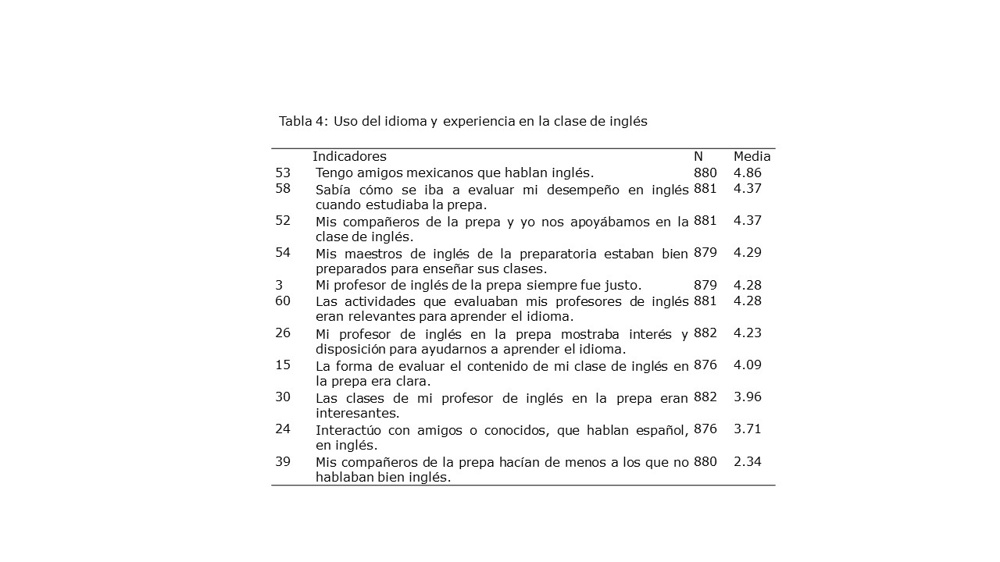 Tabla 4: Uso del idioma y experiencia en la clase de inglés
Indicadores N Media
53 Tengo amigos mexicanos que hablan inglés. 880 4.86
58 Sabía cómo se iba a evaluar mi desempeño en inglés 881 4.37
cuando estudiaba la prepa.
52 Mis compañeros de la prepa y yo nos apoyábamos en la 881 4.37
clase de inglés.
54 Mis maestros de inglés de la preparatoria estaban bien 879 4.29
preparados para enseñar sus clases.
3 Mi profesor de inglés de la prepa siempre fue justo. 879 4.28
60 Las actividades que evaluaban mis profesores de inglés 881 4.28
eran relevantes para aprender el idioma.
26 Mi profesor de inglés en la prepa mostraba interés y 882 4.23
disposición para ayudarnos a aprender el idioma.
15 La forma de evaluar el contenido de mi clase de inglés en 876 4.09
la prepa era clara.
30 Las clases de mi profesor de inglés en la prepa eran 882 3.96
interesantes.
24 Interactúo con amigos o conocidos, que hablan español, 876 3.71
en inglés.
39 Mis compañeros de la prepa hacían de menos a los que no 880 2.34
hablaban bien inglés.